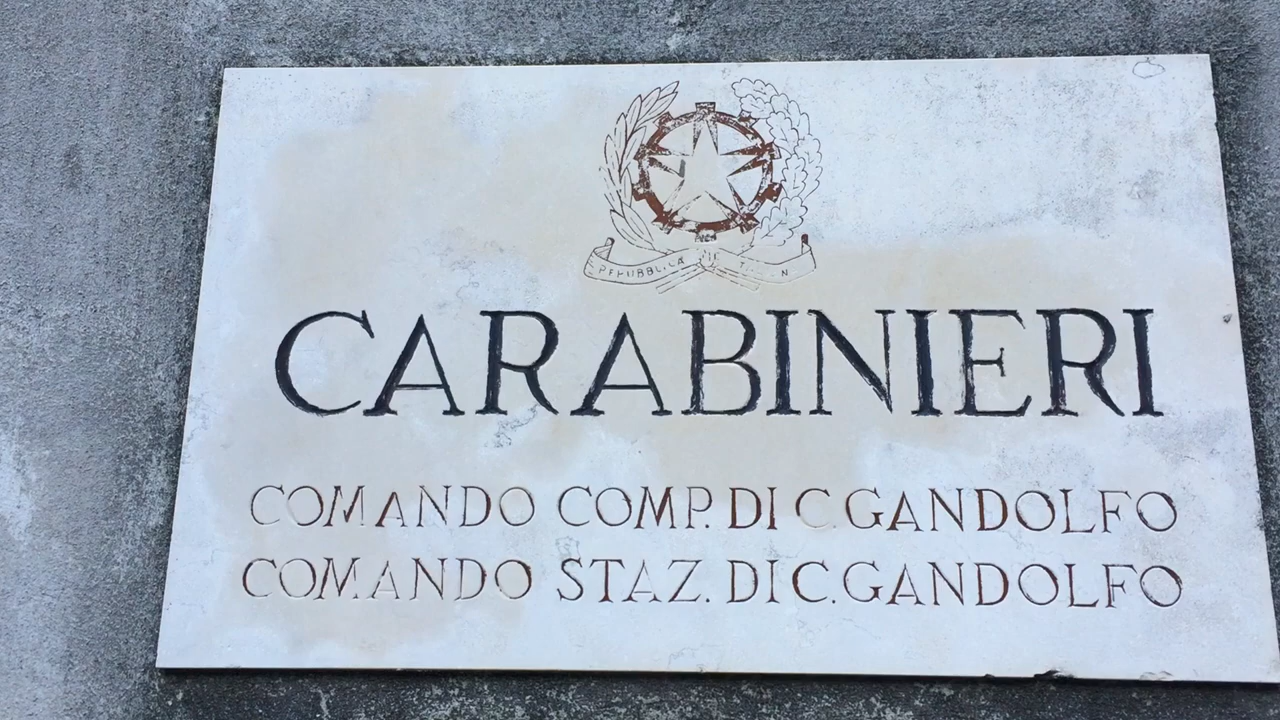 REPUBBLICA
CARABINIERI
COMANDO COMP. DI C. GANDOLFO
COMANDO STAZ. DI C. GANDOLFO